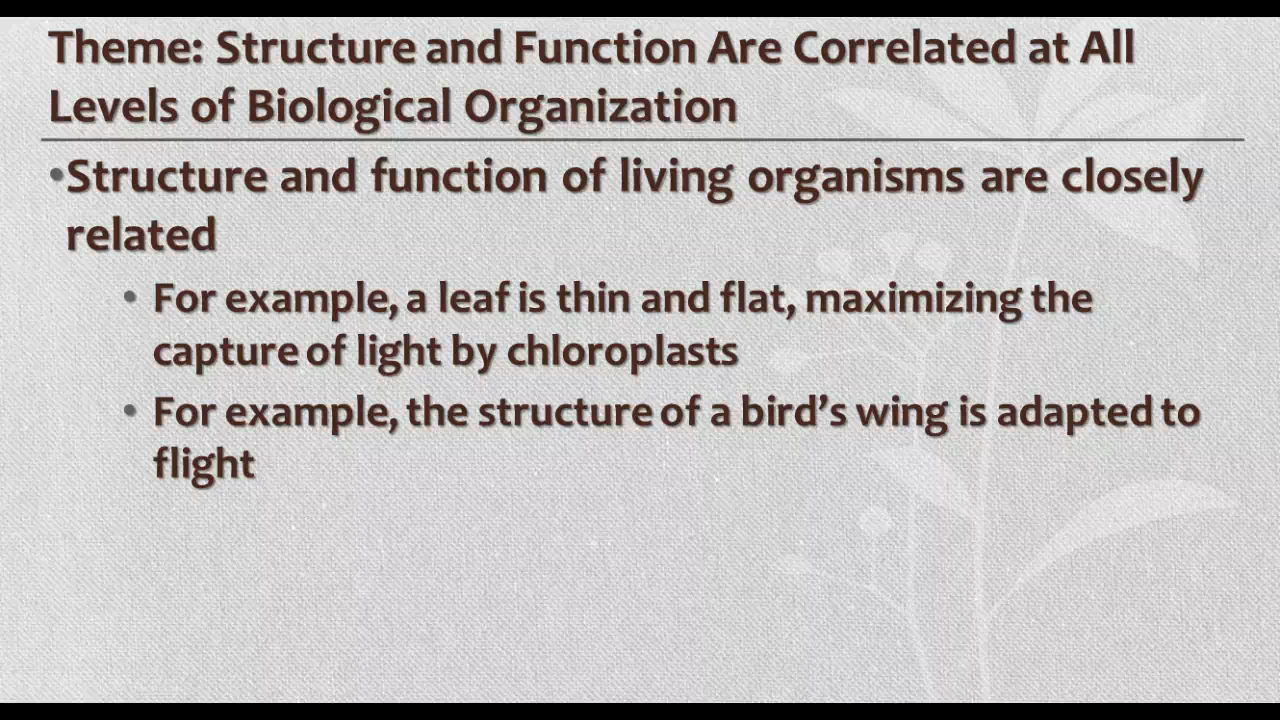 Theme: Structure and Function Are Correlated at All
Levels of Biological Organization
•Structure and function of living organisms are closely
related
• For example, a leaf is thin and flat, maximizing the
capture of light by chloroplasts
• For example, the structure of a bird’s wing is adapted to
flight